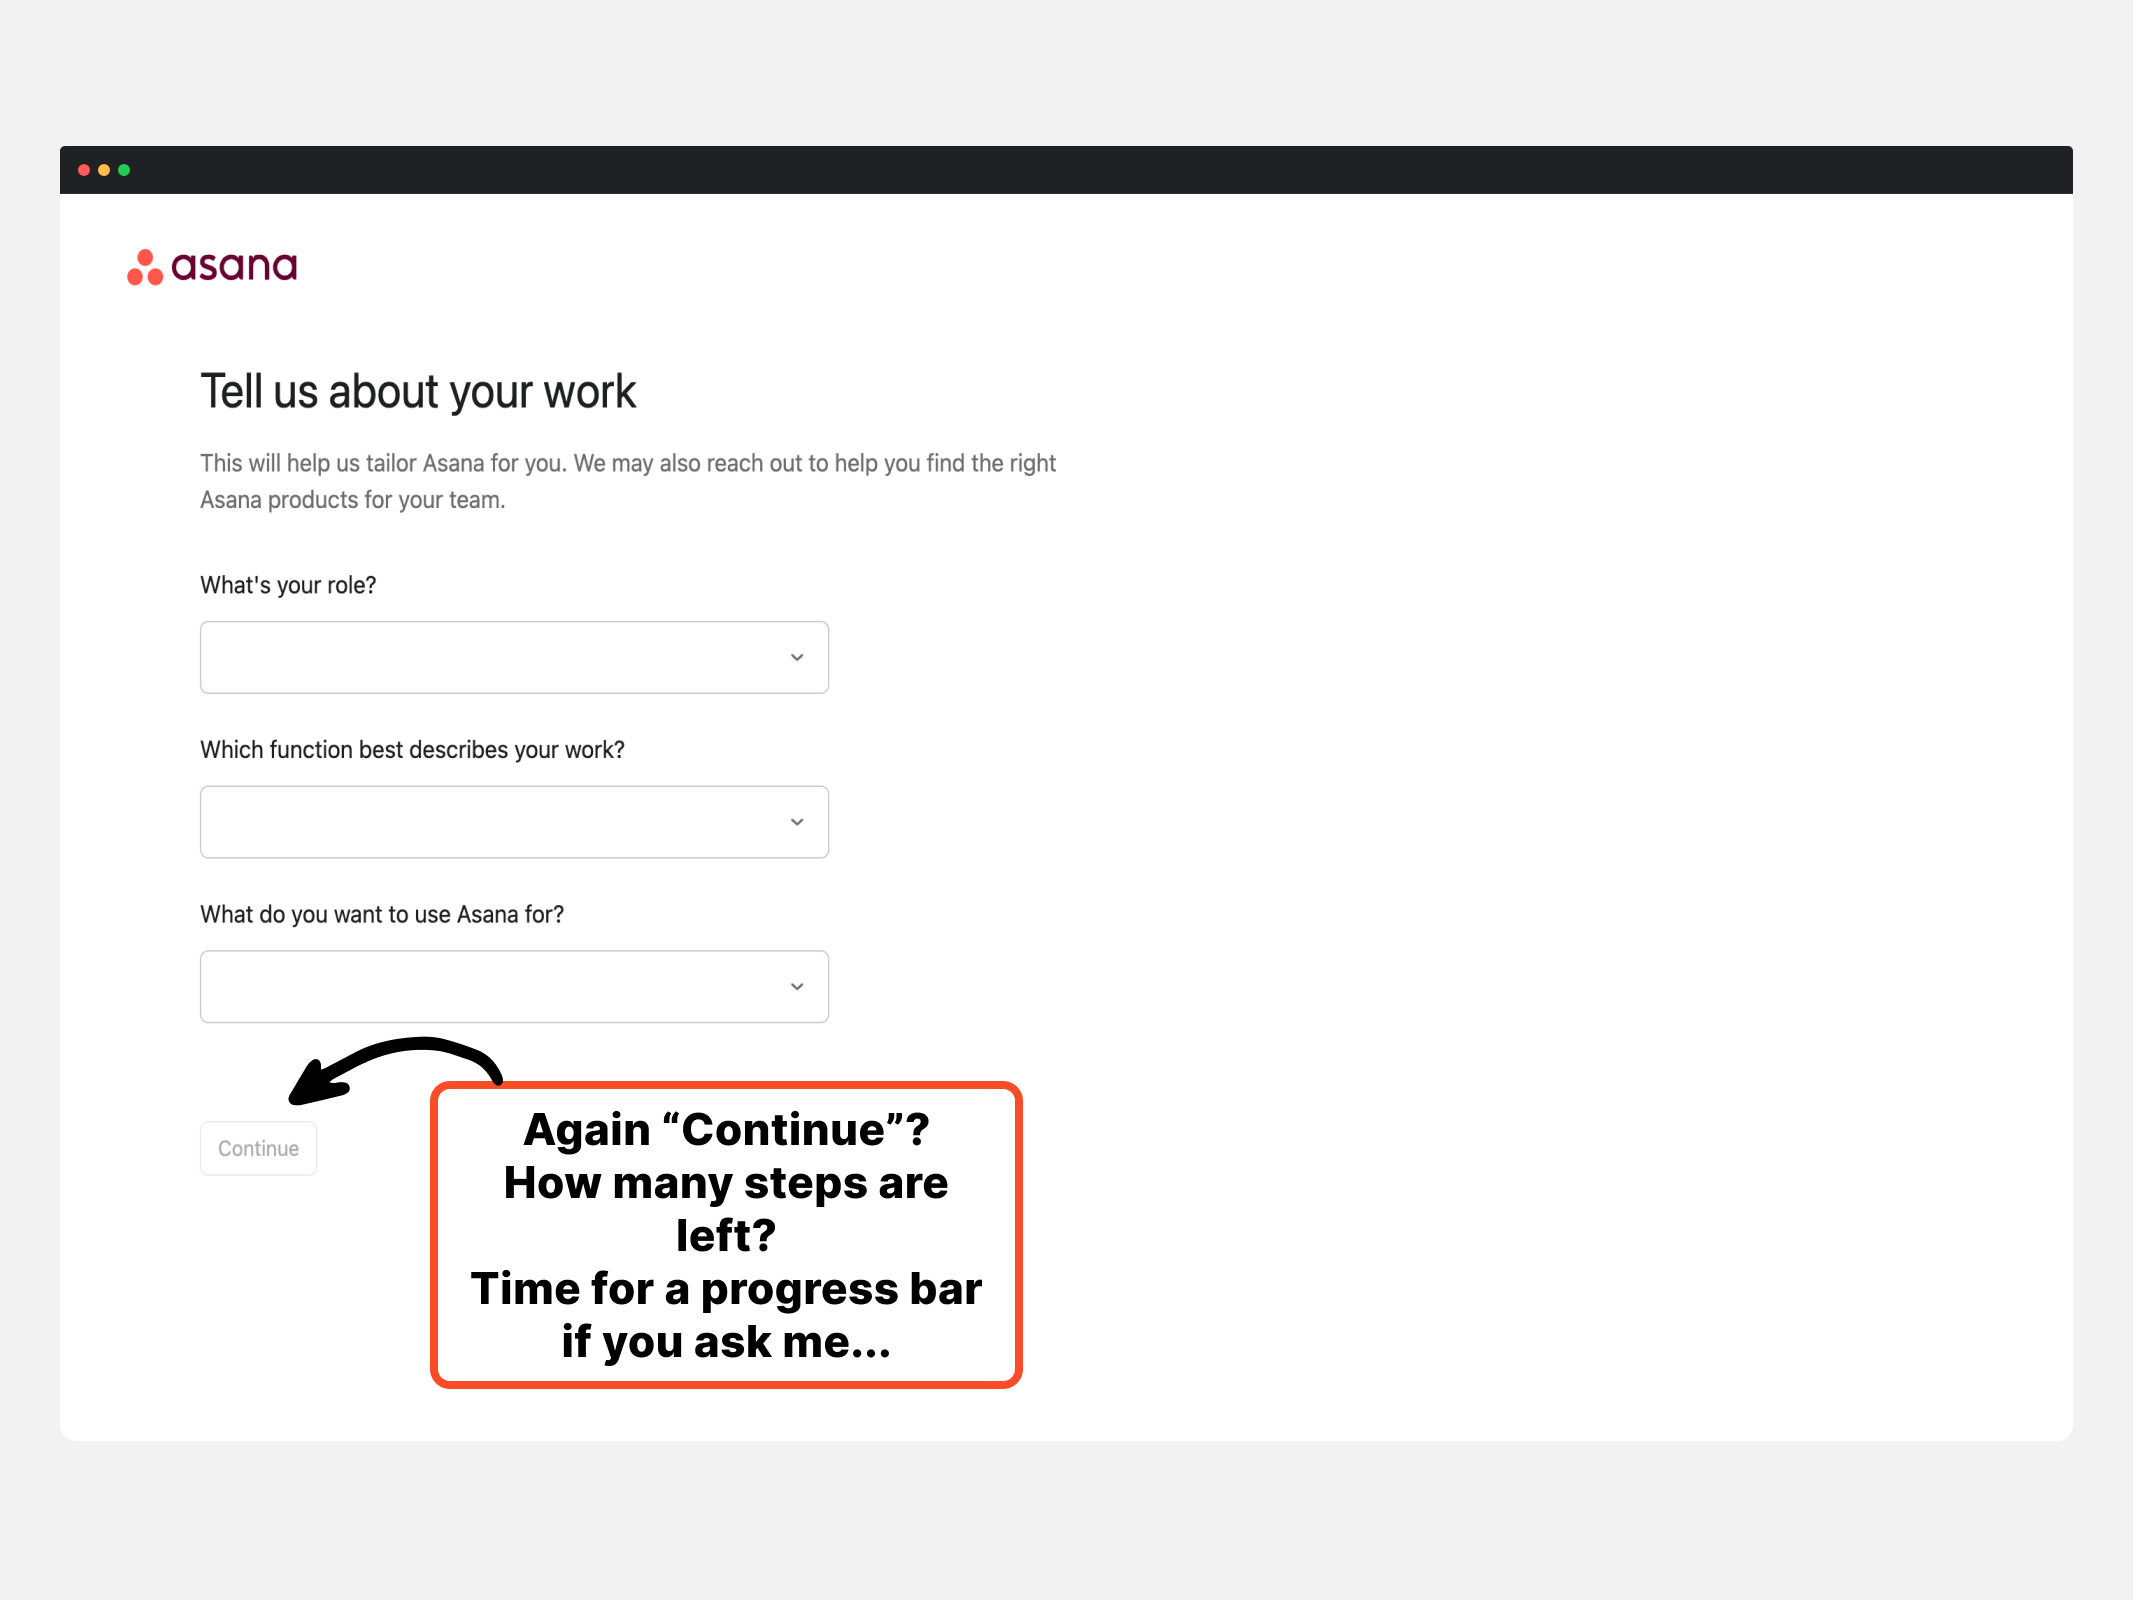 asana
Tell us about your work
This will help us tailor Asana for you. We may also reach out to help you find the right
Asana products for your team.
What's your role?
Which function best describes your work?
What do you want to use Asana for?
Continue
Again “Continue”?
How many steps are
left?
Time for a progress bar
if you ask me...